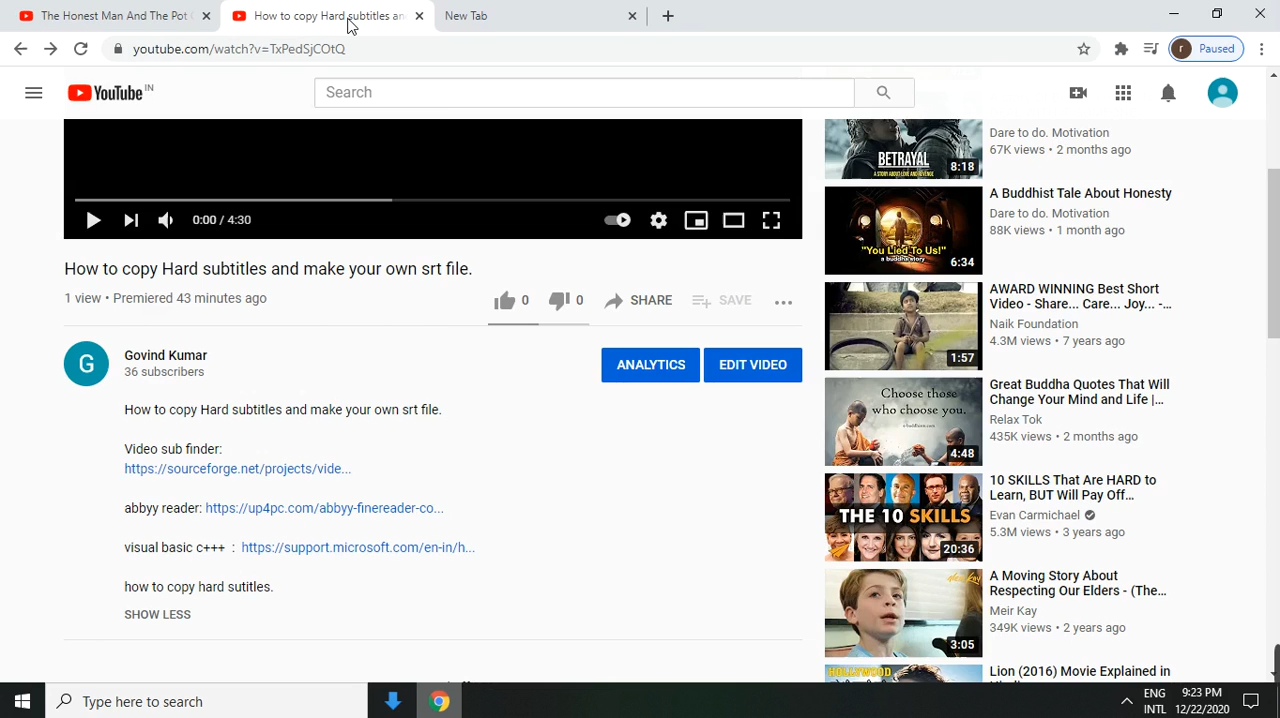 The Honest Man And The Pot
How to copy Hard subtitles an
New Tab
youtube.com/watch?v=TxPedSjCOtQ
r
Paused
YouTube IN
Search
BETRAYAL
A STORY ABOUT LOVE AND REVENGE
8:18
Dare to do. Motivation
67K views • 2 months ago
"You Lied To Us!"
a buddha story
6:34
A Buddhist Tale About Honesty
Dare to do. Motivation
88K views • 1 month ago
0:00 / 4:30
How to copy Hard subtitles and make your own srt file.
1 view • Premiered 43 minutes ago
0
0
SHARE
SAVE
1:57
AWARD WINNING Best Short
Video - Share... Care... Joy... -...
Naik Foundation
4.3M views • 7 years ago
G
Govind Kumar
36 subscribers
ANALYTICS
EDIT VIDEO
How to copy Hard subtitles and make your own srt file.
Video sub finder:
https://sourceforge.net/projects/vide...
abbyy reader: https://up4pc.com/abbyy-finereader-co...
visual basic c+++ : https://support.microsoft.com/en-in/h...
how to copy hard sutitles.
SHOW LESS
Choose those
who choose you.
4:48
Great Buddha Quotes That Will
Change Your Mind and Life |...
Relax Tok
435K views • 2 months ago
THE 10 SKILLS
20:36
10 SKILLS That Are HARD to
Learn, BUT Will Pay Off...
Evan Carmichael
5.3M views • 3 years ago
3:05
A Moving Story About
Respecting Our Elders - (The...
Meir Kay
349K views • 2 years ago
HOLLYWOOD
Lion (2016) Movie Explained in
Type here to search
ENG
INTL
9:23 PM
12/22/2020